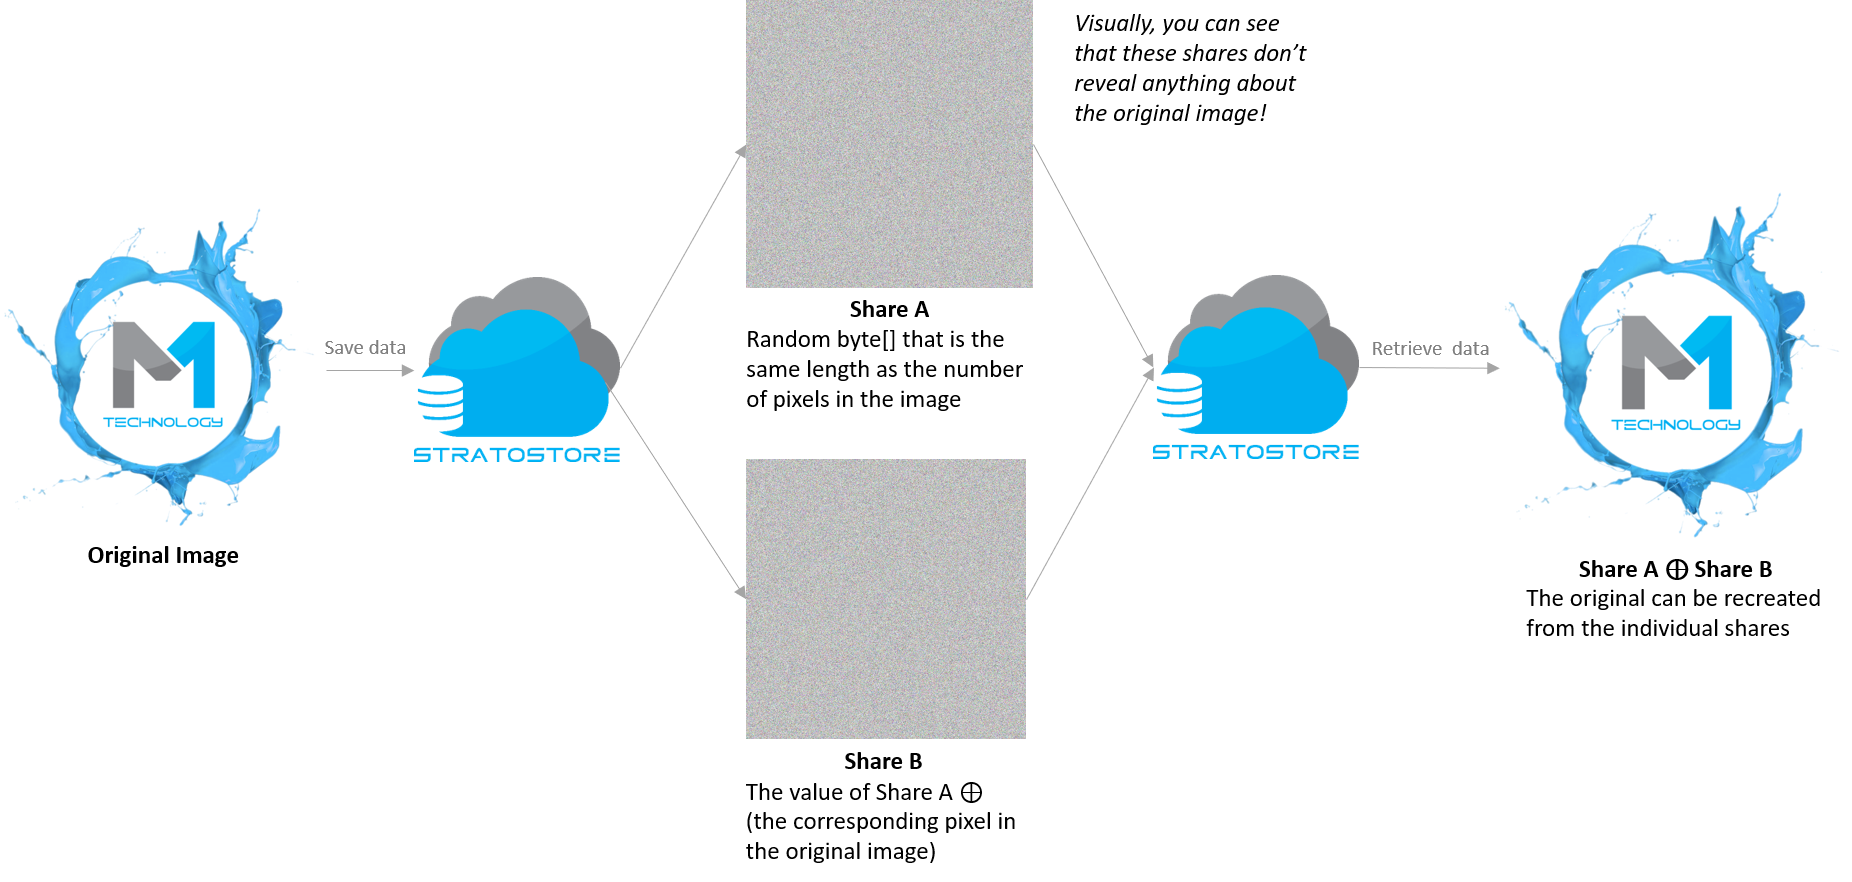 Visually, you can see
that these shares don't
reveal anything about
the original image!
Share A
Random byte[] that is the
same length as the number
of pixels in the image
Save data
M1
TECHNOLOGY
STRATOSTORE
Original Image
Share B
The value of Share A ⊕
(the corresponding pixel in
the original image)
STRATOSTORE
Retrieve data
M1
TECHNOLOGY
Share A ⊕ Share B
The original can be recreated
from the individual shares